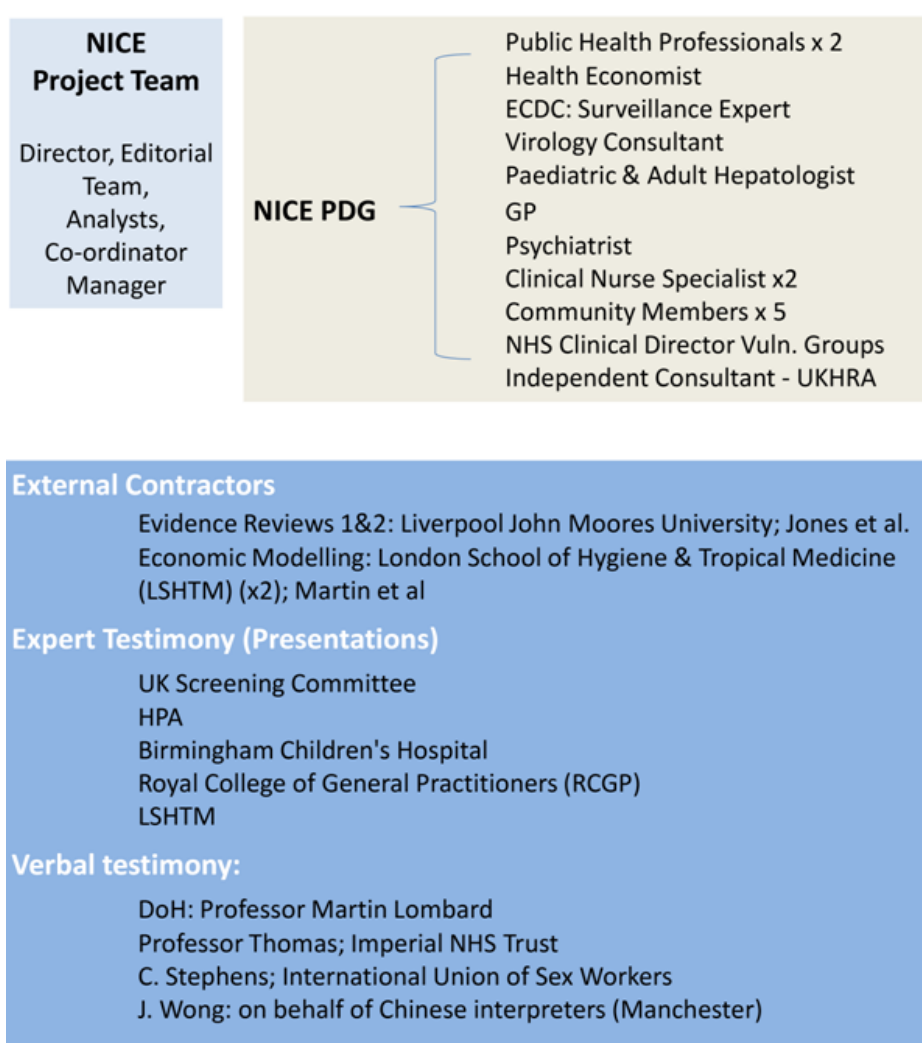 NICE
Project Team
Director, Editorial
Team,
Analysts,
Co-ordinator
Manager
NICE PDG
Public Health Professionals x 2
Health Economist
ECDC: Surveillance Expert
Virology Consultant
Paediatric & Adult Hepatologist
GP
Psychiatrist
Clinical Nurse Specialist x2
Community Members x 5
NHS Clinical Director Vuln. Groups
Independent Consultant - UKHRA
External Contractors
Evidence Reviews 1&2: Liverpool John Moores University; Jones et al.
Economic Modelling: London School of Hygiene & Tropical Medicine
(LSHTM) (x2); Martin et al
Expert Testimony (Presentations)
UK Screening Committee
HPA
Birmingham Children's Hospital
Royal College of General Practitioners (RCGP)
LSHTM
Verbal testimony:
DoH: Professor Martin Lombard
Professor Thomas; Imperial NHS Trust
C. Stephens; International Union of Sex Workers
J. Wong: on behalf of Chinese interpreters (Manchester)